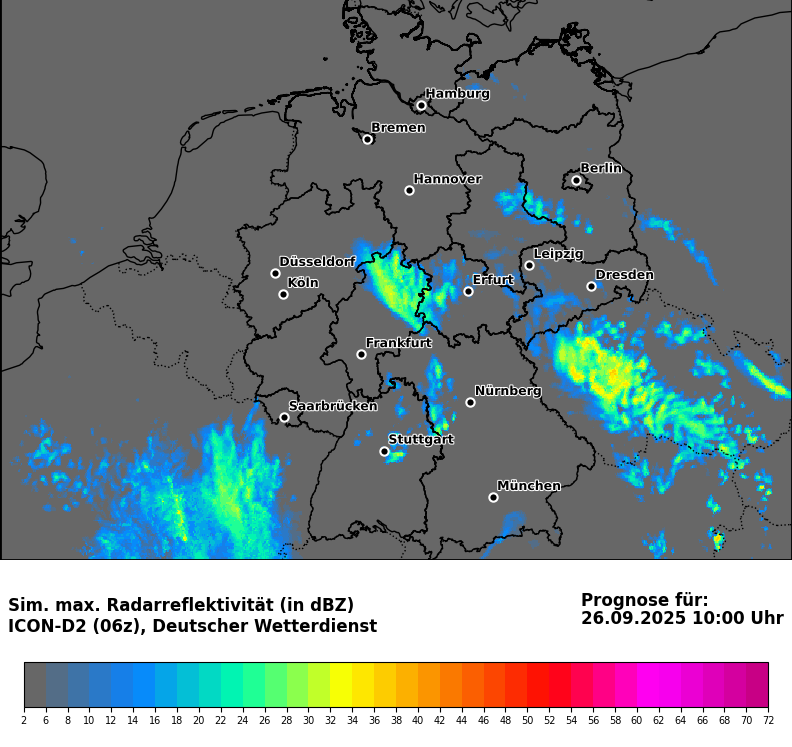 Hamburg
Bremen
Berlin
Hannover
Leipzig
Düsseldorf
Dresden
Köln
Erfurt
Frankfurt
Nürnberg
Saarbrücken
Stuttgart
München
Sim. max. Radarreflektivität (in dBZ)
ICON-D2 (06z), Deutscher Wetterdienst
Prognose für:
26.09.2025 10:00 Uhr
2 6 8 10 12 14 16 18 20 22 24 26 28 30 32 34 36 38 40 42 44 46 48 50 52 54 56 58 60 62 64 66 68 70 72